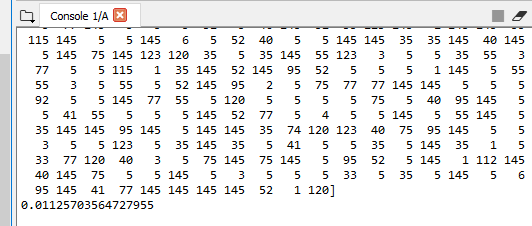 Console 1/A
115 145 5 5 145 6 5 52 40 5 5 145 145 35 35 145 40 145
5 145 75 145 123 120 35 5 35 145 55 123 3 5 5 35 55 3
77 5 5 115 1 35 145 52 145 95 52 5 5 5 1 145 5 55
55 3 5 55 5 52 145 95 2 5 75 77 77 145 145 5 5 5
92 5 5 145 77 55 5 120 5 5 5 5 75 5 40 95 145 5
5 41 55 5 5 5 145 52 77 5 4 5 5 145 5 55 145 5
35 145 145 95 145 5 145 145 35 74 120 123 40 75 95 145 5 5
3 5 5 123 5 35 145 35 5 41 5 5 35 5 145 35 1 5
33 77 120 40 3 5 75 145 75 145 5 95 52 5 145 1 112 145
40 145 75 5 5 145 5 3 5 5 5 33 5 35 5 145 5 6
95 145 41 77 145 145 145 145 52 1 120]
0.01125703564727955